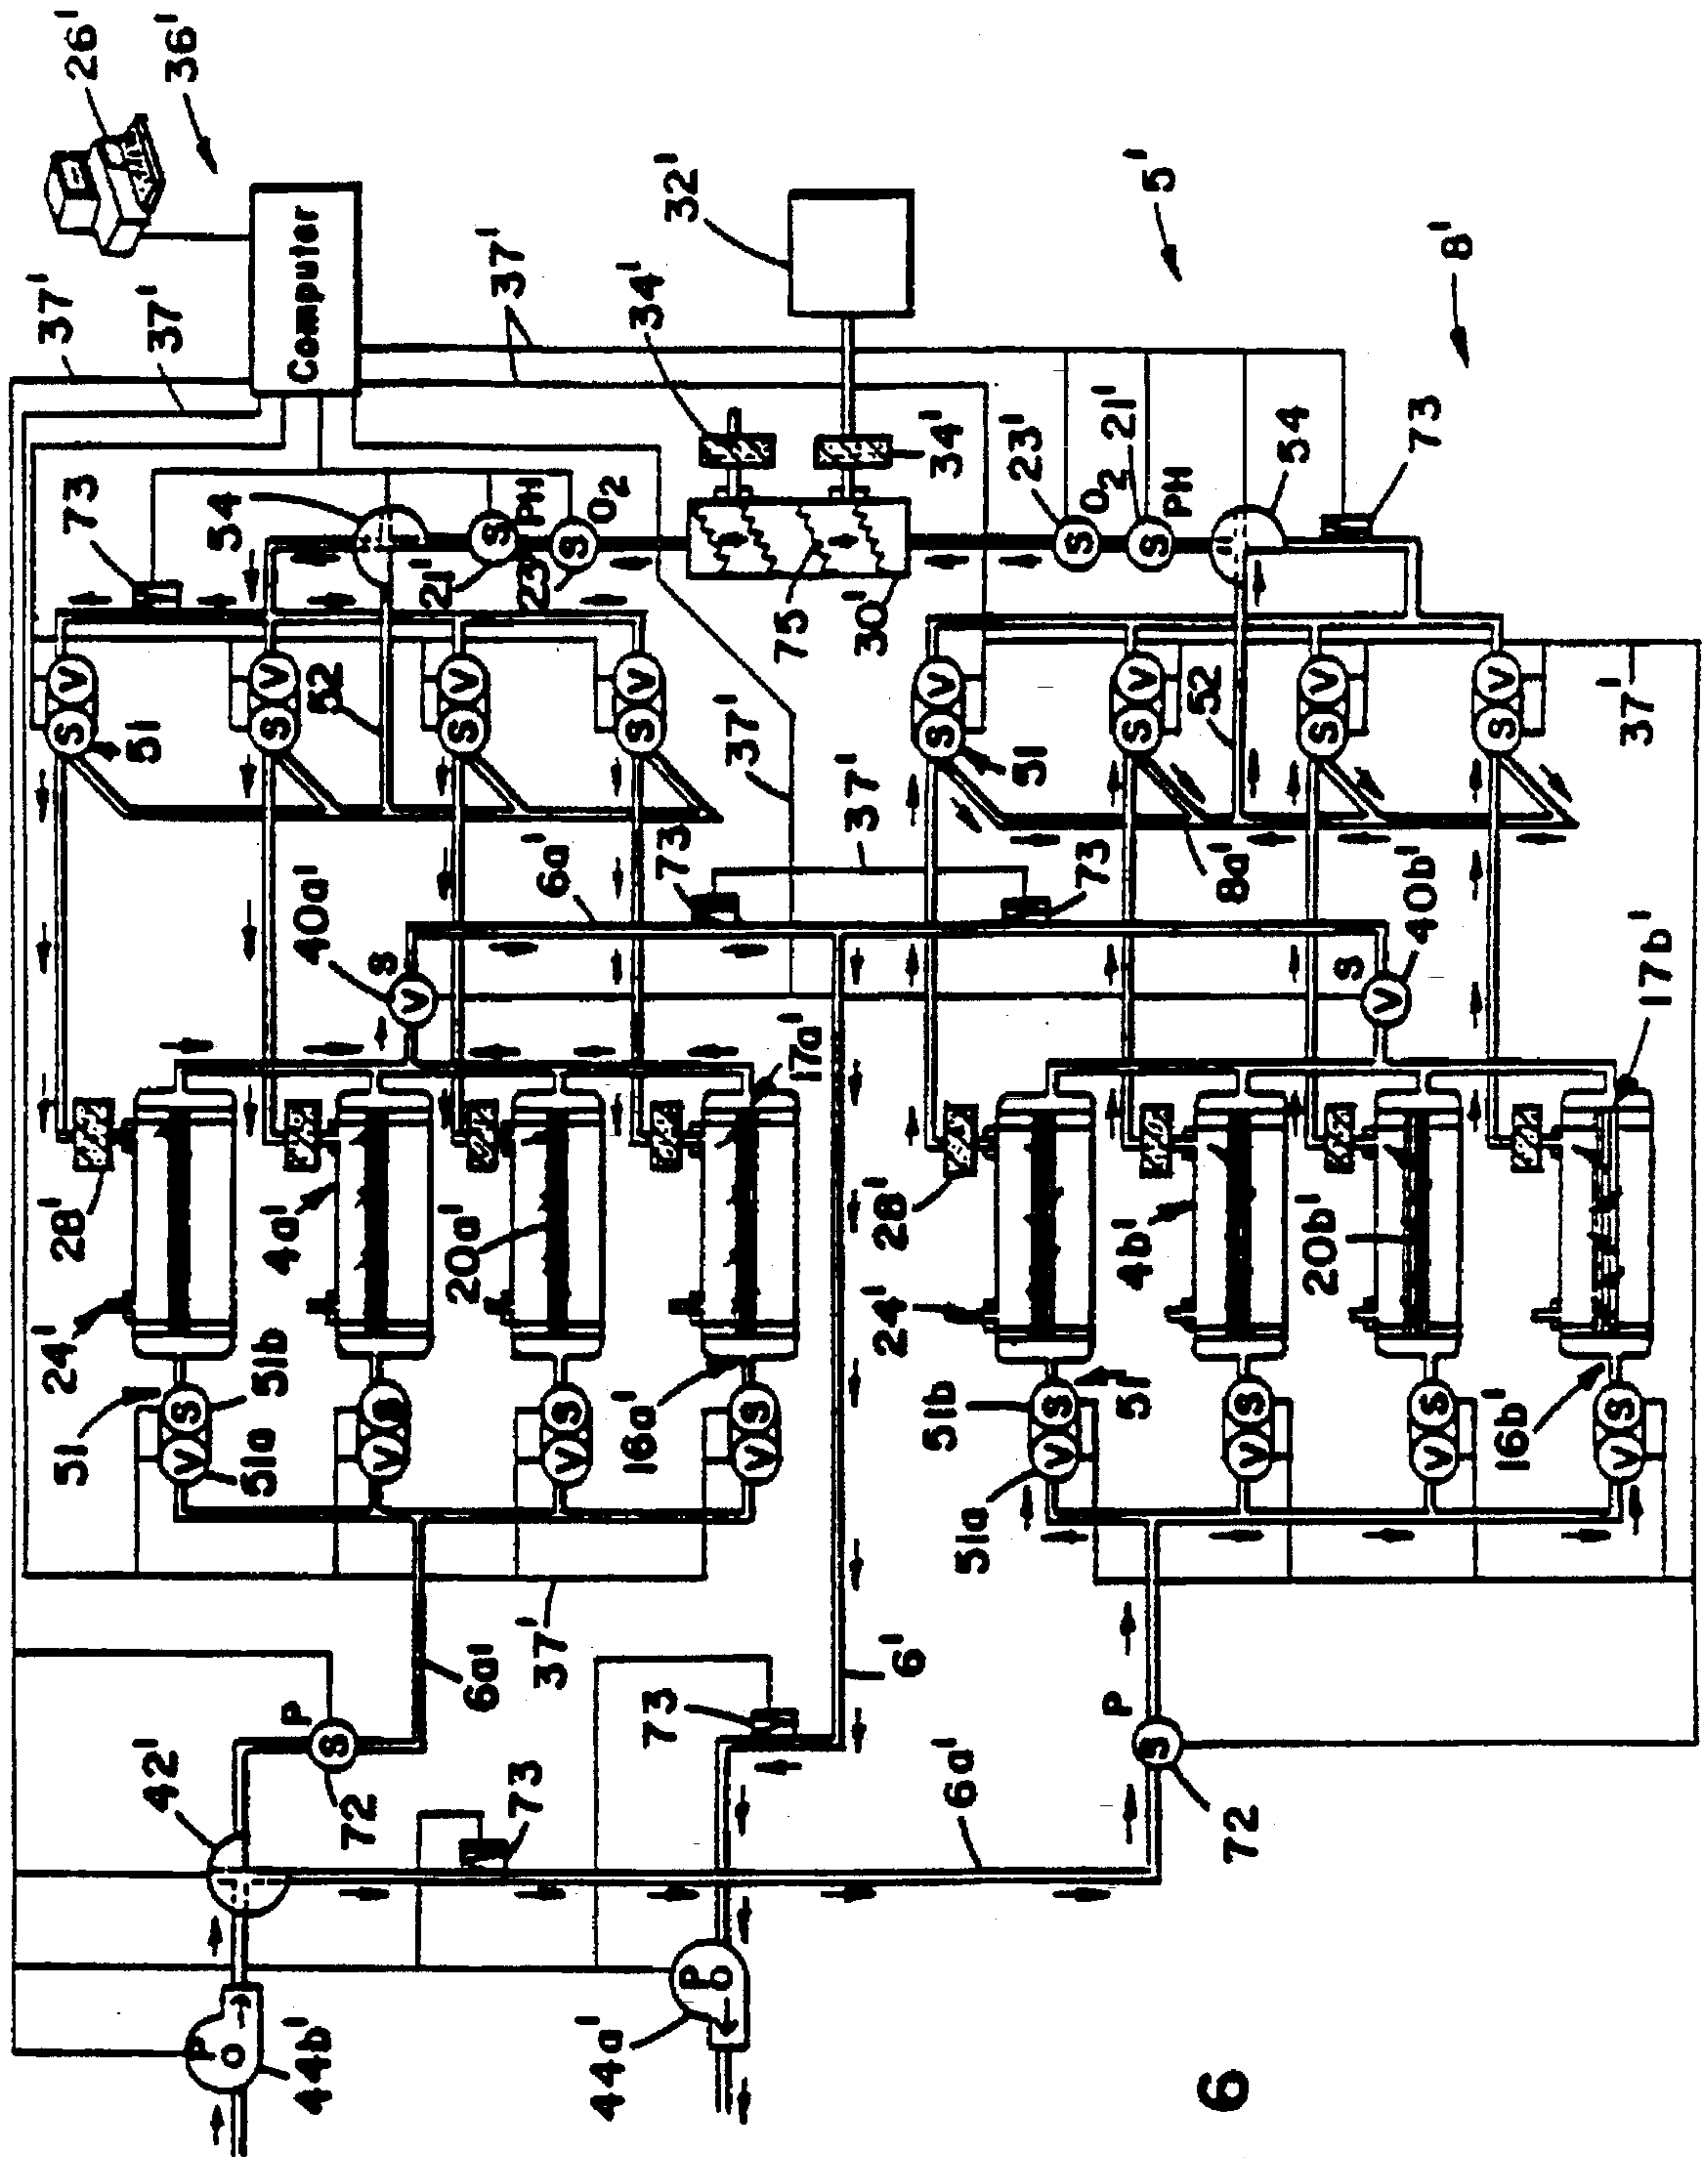 51
24'
28'
S
V
73
37'
26'
V
S
51
37'
36'
42'
51a
51b
54
P
O
44b'
P
S
72
V
S
4a'
40a'
S
V
52
S
V
Computer
6a'
V
S
20a'
S
V
21'
S
PH
73
37'
V
S
6a'
23'
S
O2
37'
44a'
73
16a'
S
V
34'
P
O
V
S
17a'
73
37'
32'
75
6'
37'
30'
24'
28'
34'
6a'
51a
51b
S
V
23'
V
S
51
51
S
O2
73
P
4b'
21'
S
PH
5'
S
72
8a'
52
6
V
S
S
V
54
20b'
S
V
40b'
S
V
73
V
S
8'
16b'
S
V
V
S
17b'
37'